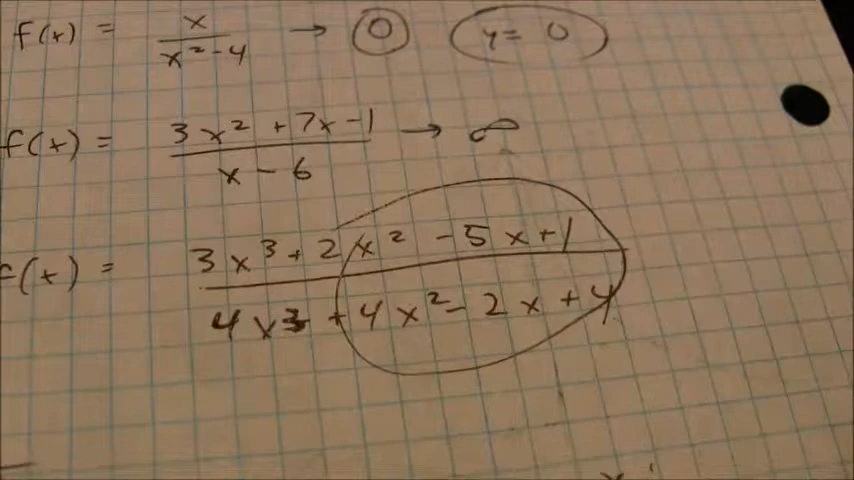 f(x) = x / x² - 4 → 0 y = 0
f(x) = 3x² + 7x - 1 / x - 6 → ∞
f(x) = 3x³ + 2x² - 5x + 1 / 4x3 + 4x² - 2x + 4